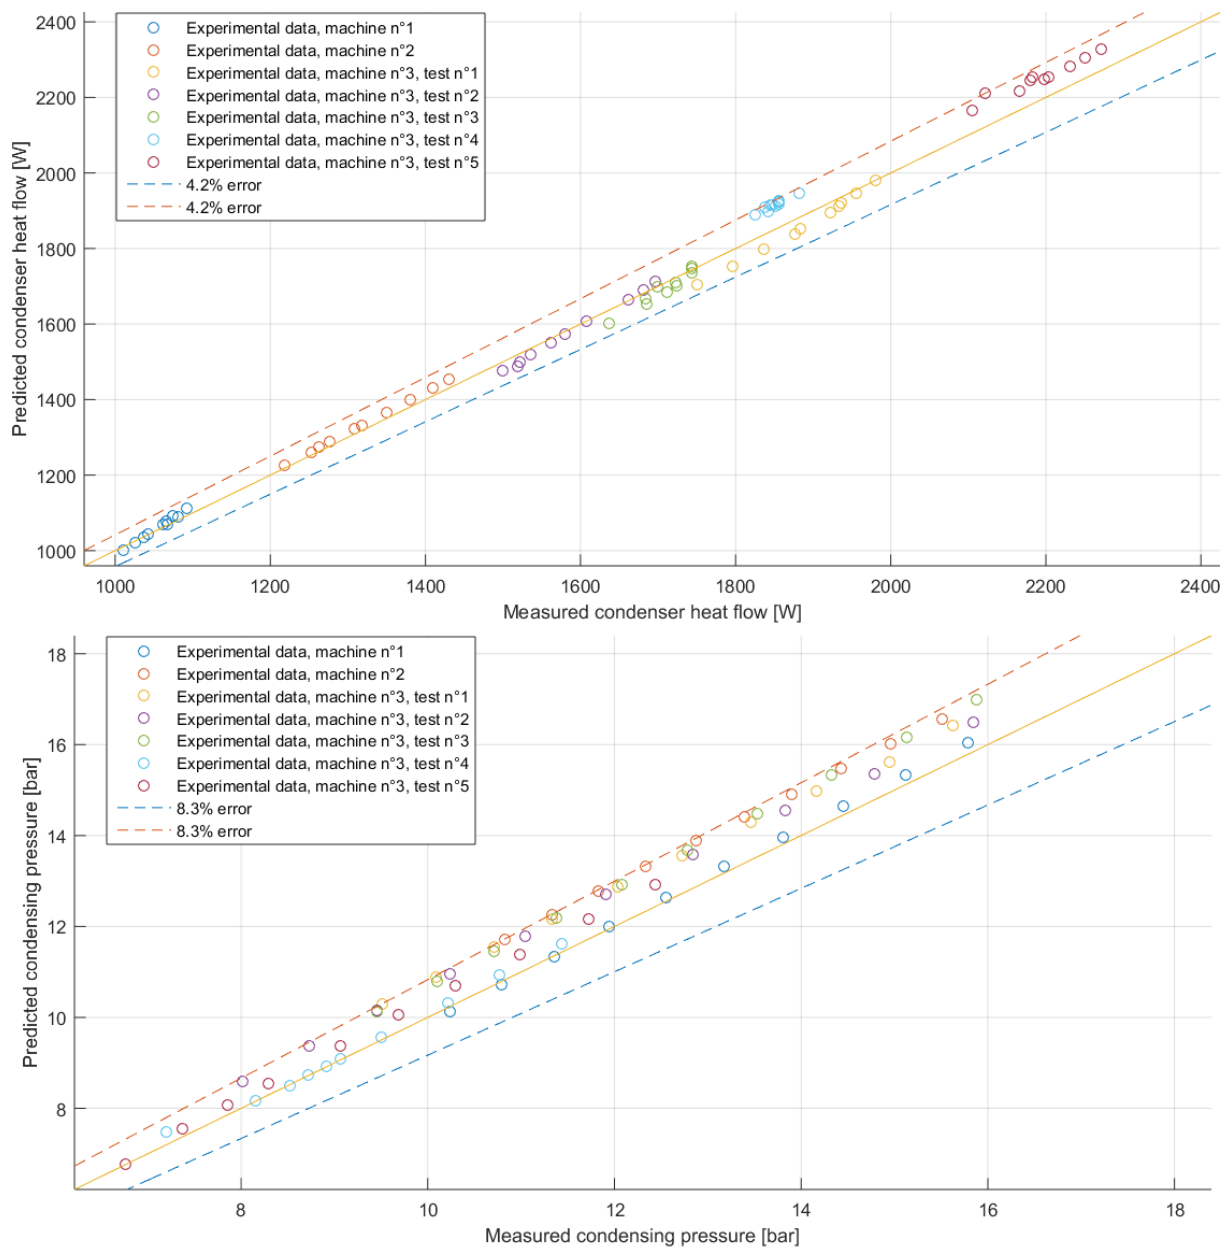 2400
2200
2000
1800
1600
1400
1200
1000
Predicted condenser heat flow [W]
Experimental data, machine n°1
Experimental data, machine n°2
Experimental data, machine n°3, test n°1
Experimental data, machine n°3, test n°2
Experimental data, machine n°3, test n°3
Experimental data, machine n°3, test n°4
Experimental data, machine n°3, test n°5
4.2% error
4.2% error
1000 1200 1400 1600 1800 2000 2200 2400
Measured condenser heat flow [W]
18
16
14
12
10
8
Predicted condensing pressure [bar]
Experimental data, machine n°1
Experimental data, machine n°2
Experimental data, machine n°3, test n°1
Experimental data, machine n°3, test n°2
Experimental data, machine n°3, test n°3
Experimental data, machine n°3, test n°4
Experimental data, machine n°3, test n°5
8.3% error
8.3% error
8 10 12 14 16 18
Measured condensing pressure [bar]